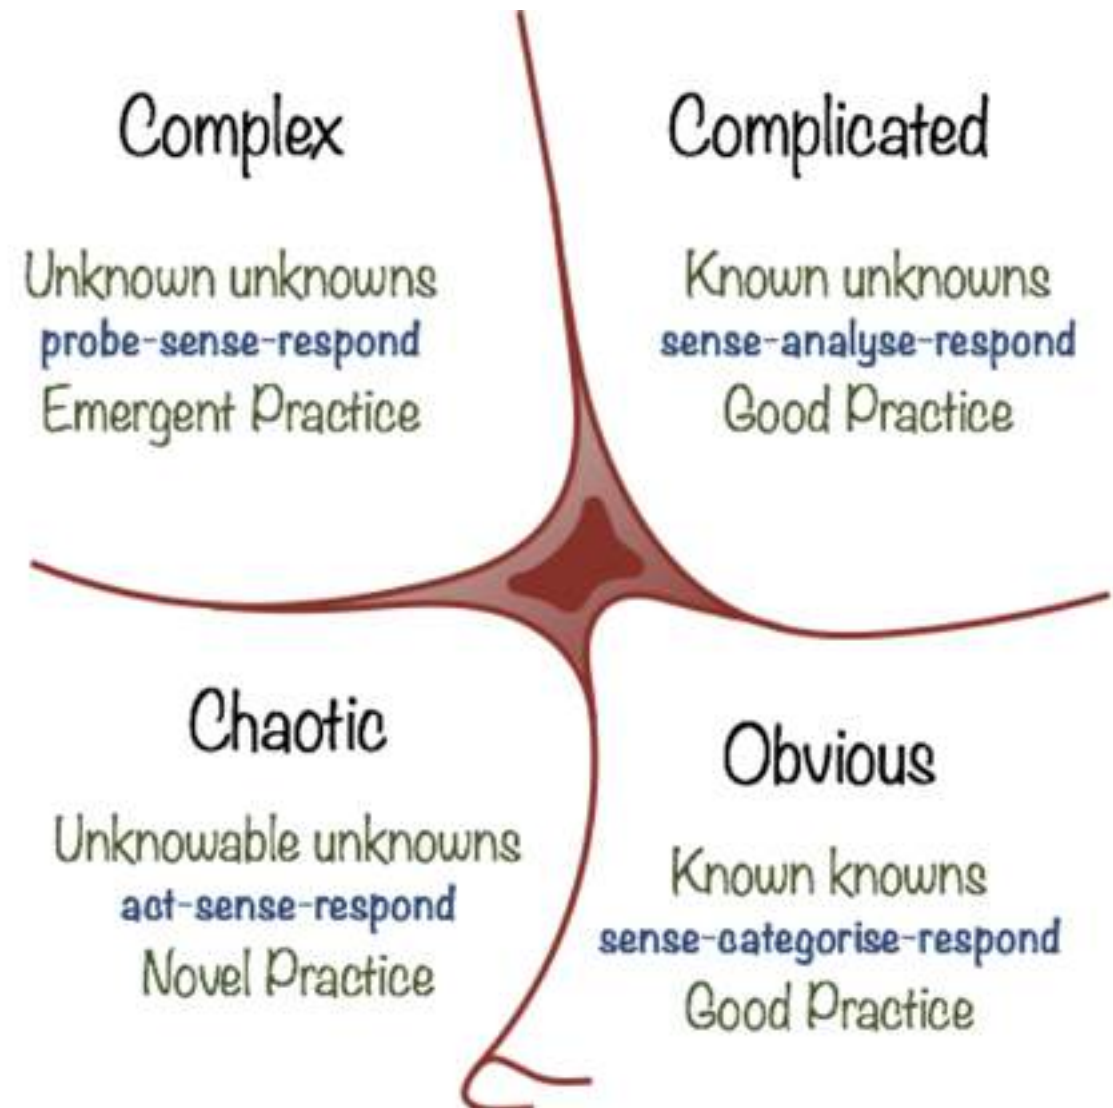 Complex
Unknown unknowns
probe-sense-respond
Emergent Practice
Complicated
Known unknowns
sense-analyse-respond
Good Practice
Chaotic
Unknowable unknowns
act-sense-respond
Novel Practice
Obvious
Known knowns
sense-categorise-respond
Good Practice